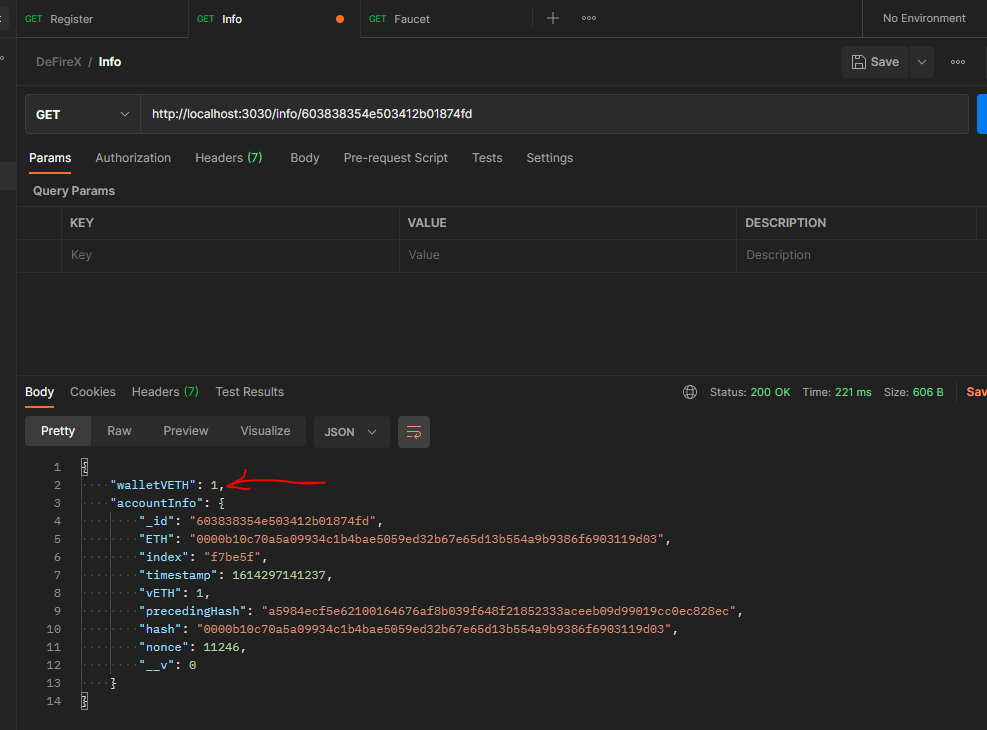 GET Register GET Info GET Faucet No Environment
DeFireX / Info Save
GET http://localhost:3030/info/603838354e503412b01874fd
Params Authorization Headers (7) Body Pre-request Script Tests Settings
Query Params
KEY VALUE DESCRIPTION
Key Value Description
Body Cookies Headers (7) Test Results Status: 200 OK Time: 221 ms Size: 606 B Sav
Pretty Raw Preview Visualize JSON
1 {
2 "walletVETH": 1,
3 "accountInfo": {
4 "_id": "603838354e503412b01874fd",
5 "ETH": "0000b10c70a5a09934c1b4bae5059ed32b67e65d13b554a9b9386f6903119d03",
6 "index": "f7be5f",
7 "timestamp": 1614297141237,
8 "vETH": 1,
9 "precedingHash": "a5984ecf5e62100164676af8b039f648f21852333aceeb09d99019cc0ec828ec",
10 "hash": "0000b10c70a5a09934c1b4bae5059ed32b67e65d13b554a9b9386f6903119d03",
11 "nonce": 11246,
12 "__v": 0
13 }
14 }